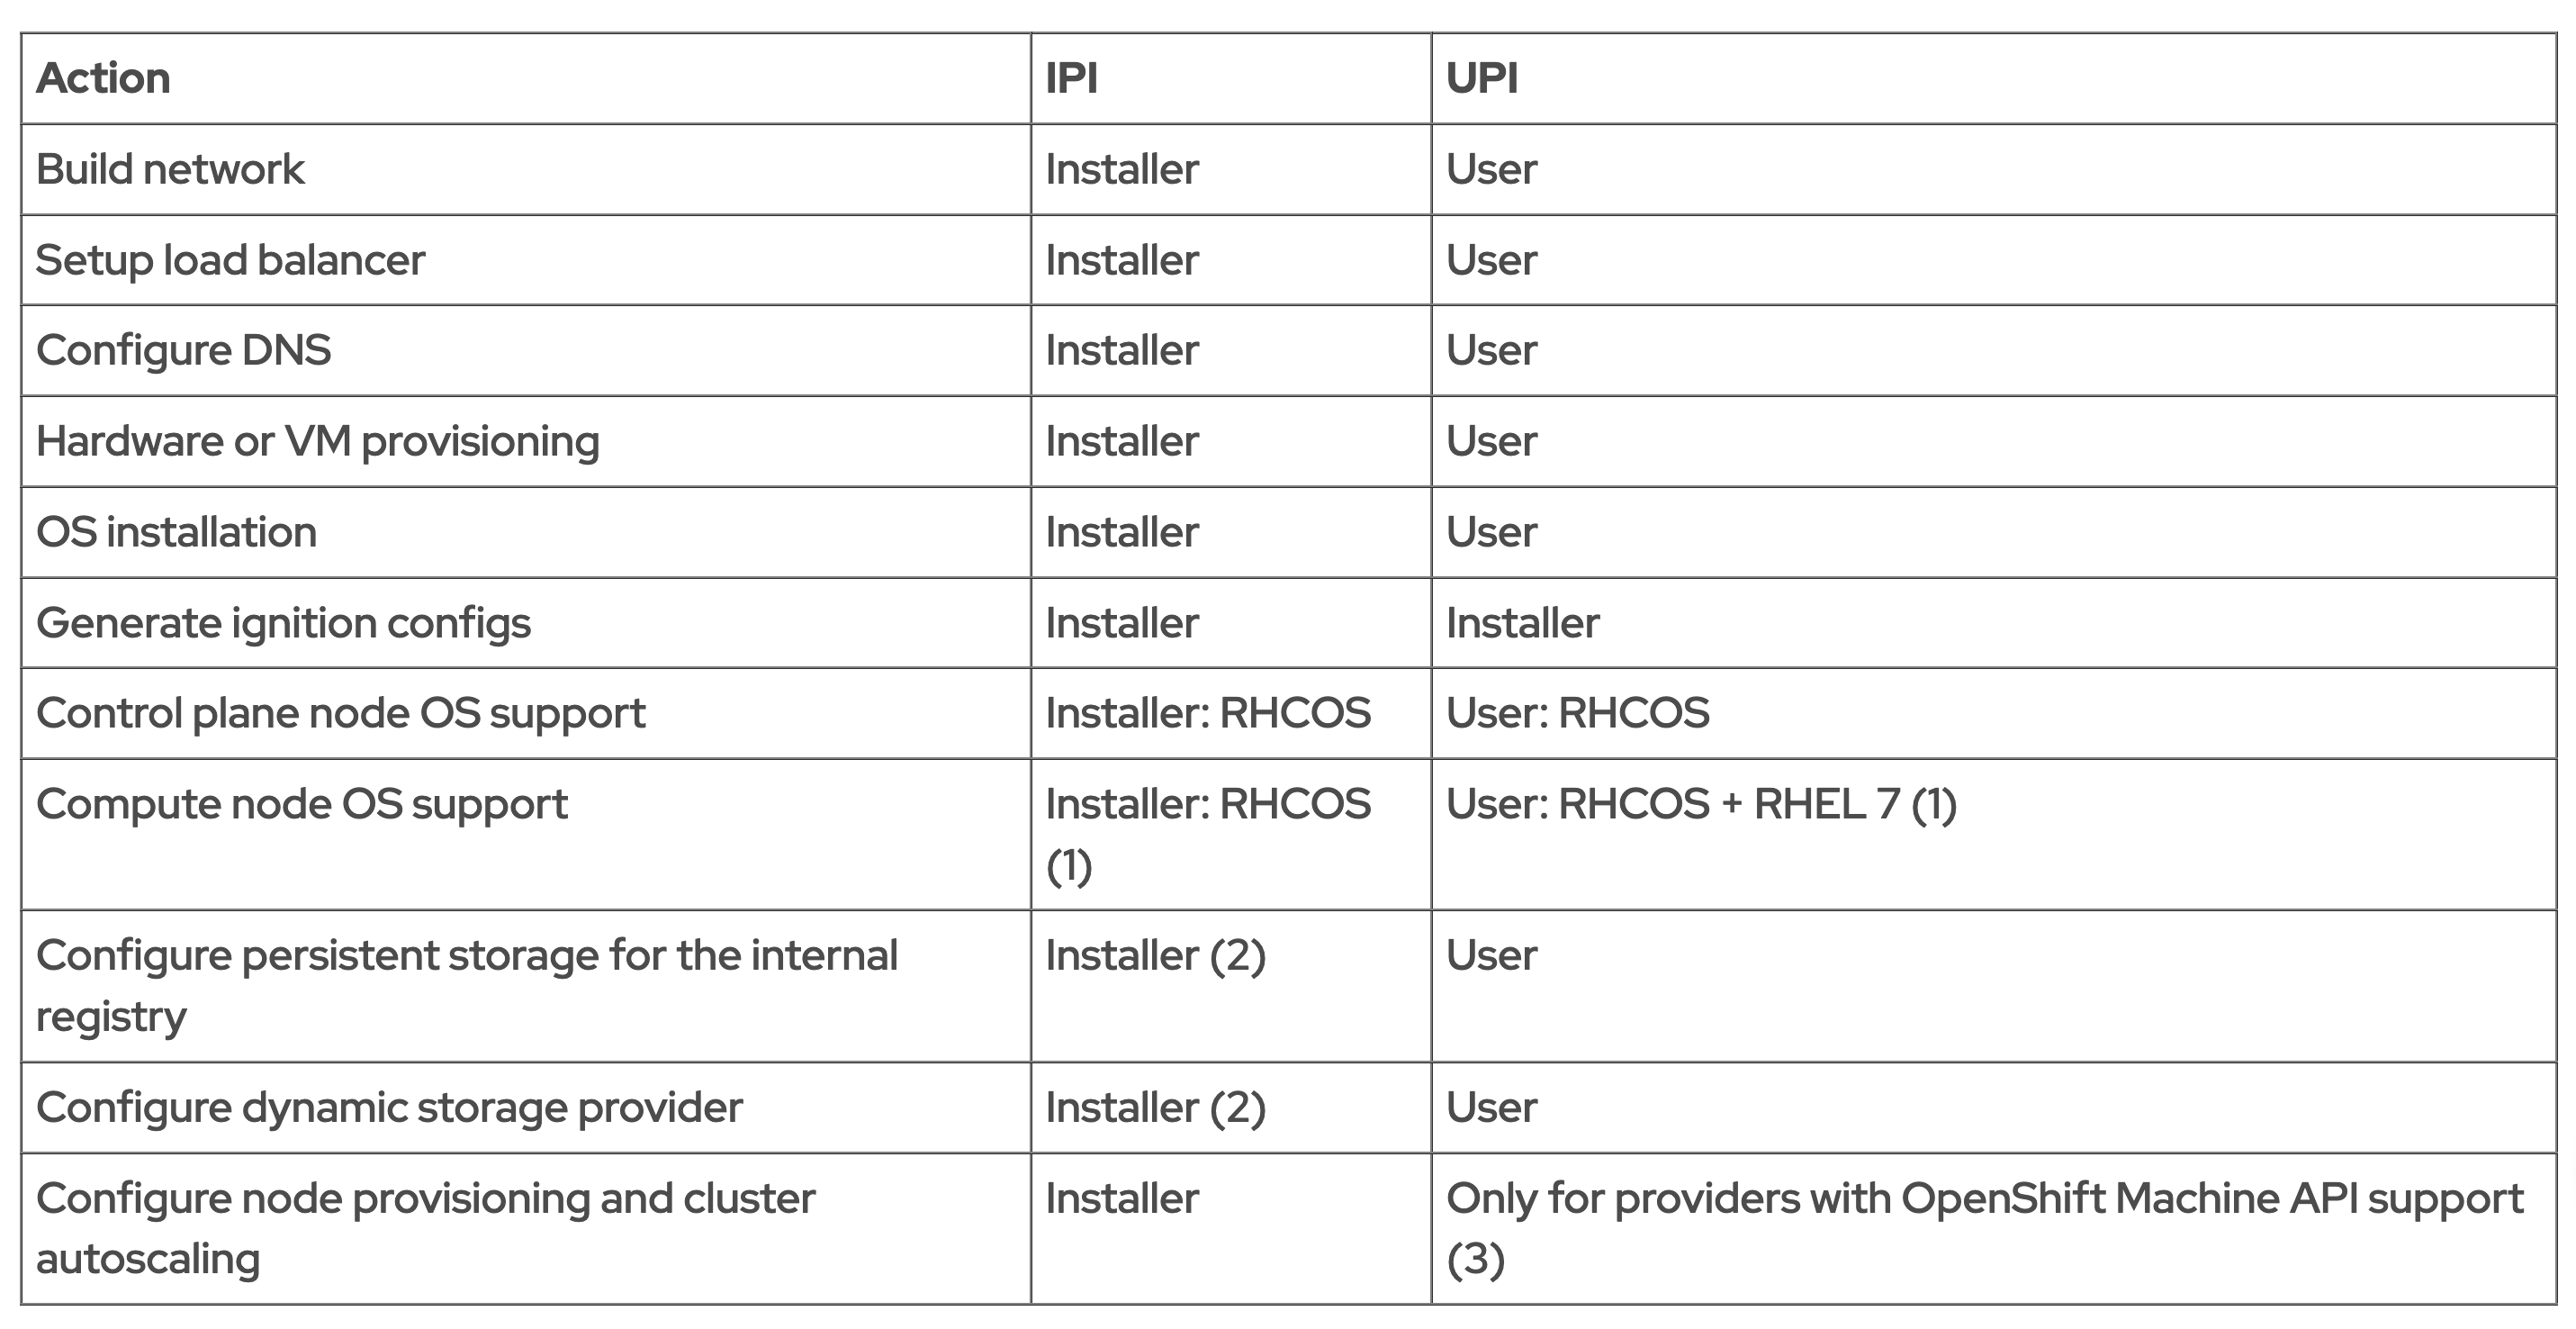 Action IPI UPI
Build network Installer User
Setup load balancer Installer User
Configure DNS Installer User
Hardware or VM provisioning Installer User
OS installation Installer User
Generate ignition configs Installer Installer
Control plane node OS support Installer: RHCOS User: RHCOS
Compute node OS support Installer: RHCOS User: RHCOS + RHEL 7 (1)
(1)
Configure persistent storage for the internal Installer (2) User
registry
Configure dynamic storage provider Installer (2) User
Configure node provisioning and cluster Installer Only for providers with OpenShift Machine API support
autoscaling (3)